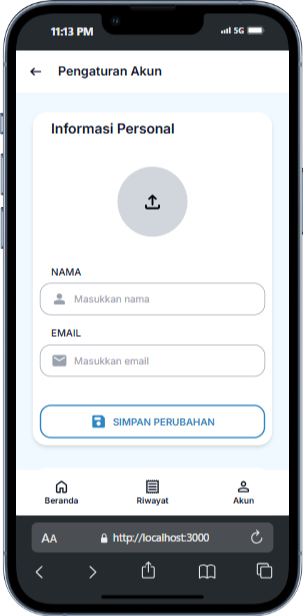 11:13 PM 5G
Pengaturan Akun
Informasi Personal
NAMA
Masukkan nama
EMAIL
Masukkan email
SIMPAN PERUBAHAN
Beranda Riwayat Akun
AA http://localhost:3000